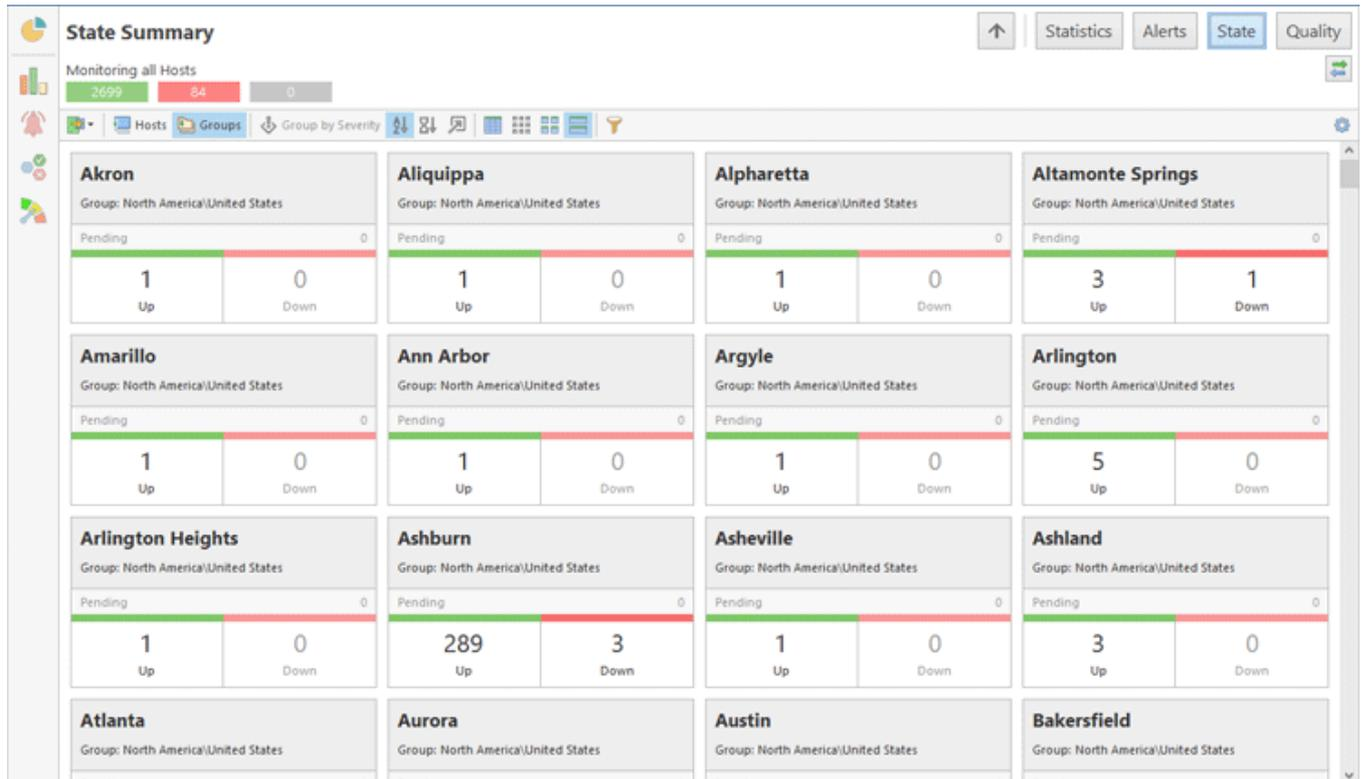 State Summary
Statistics Alerts State Quality
Monitoring all Hosts
2699 84 0
Hosts Groups Group by Severity
Akron Aliquippa Alpharetta Altamonte Springs
Group: North America\United States Group: North America\United States Group: North America\United States Group: North America\United States
Pending 0 Pending 0 Pending 0 Pending 0
1 0 1 0 1 0 3 1
Up Down Up Down Up Down Up Down
Amarillo Ann Arbor Argyle Arlington
Group: North America\United States Group: North America\United States Group: North America\United States Group: North America\United States
Pending 0 Pending 0 Pending 0 Pending 0
1 0 1 0 1 0 5 0
Up Down Up Down Up Down Up Down
Arlington Heights Ashburn Asheville Ashland
Group: North America\United States Group: North America\United States Group: North America\United States Group: North America\United States
Pending 0 Pending 0 Pending 0 Pending 0
1 0 289 3 1 0 3 0
Up Down Up Down Up Down Up Down
Atlanta Aurora Austin Bakersfield
Group: North America\United States Group: North America\United States Group: North America\United States Group: North America\United States